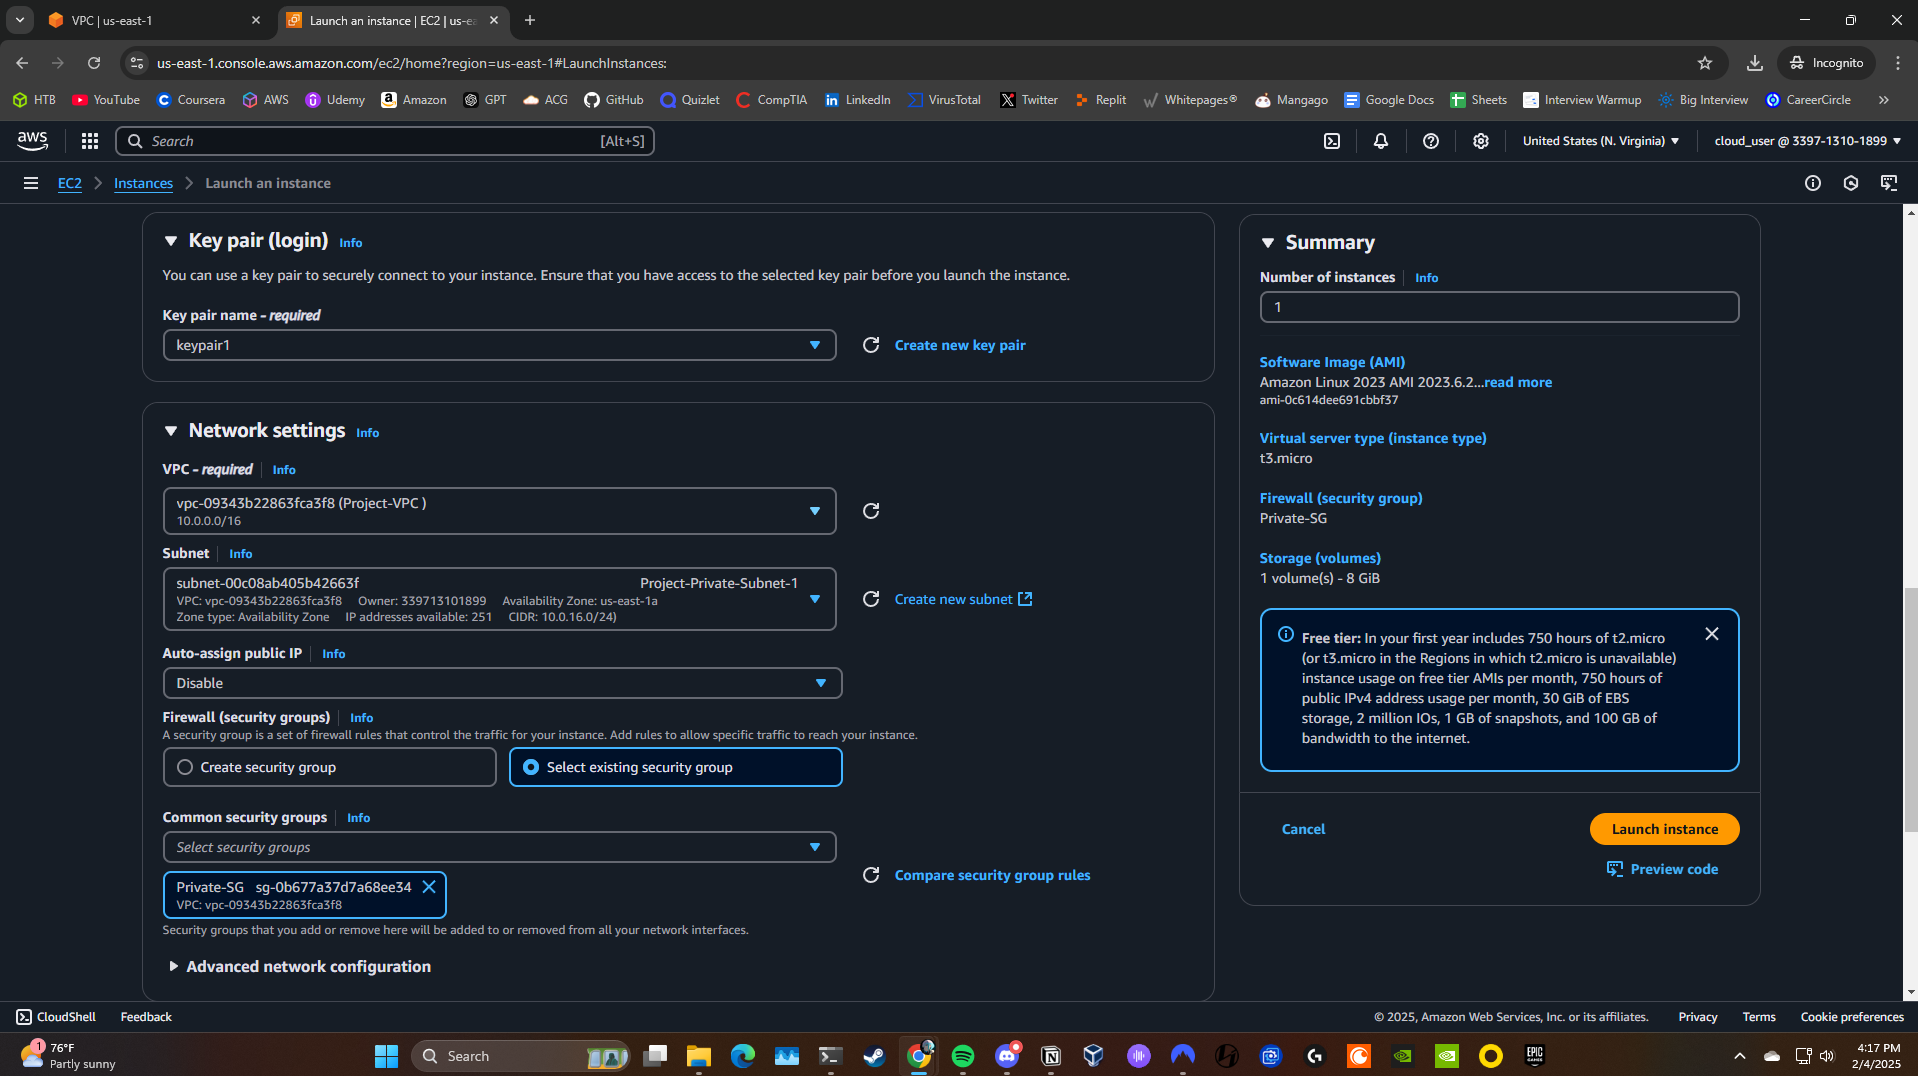 VPC | us-east-1
Launch an instance | EC2 | us-ea
us-east-1.console.aws.amazon.com/ec2/home?region=us-east-1#LaunchInstances:
Incognito
HTB YouTube Coursera AWS Udemy Amazon GPT ACG GitHub Quizlet CompTIA LinkedIn VirusTotal Twitter Replit Whitepages® Mangago Google Docs Sheets Interview Warmup Big Interview CareerCircle
aws Search [Alt+S] United States (N. Virginia) cloud_user @ 3397-1310-1899
EC2 Instances Launch an instance
Key pair (login) Info
You can use a key pair to securely connect to your instance. Ensure that you have access to the selected key pair before you launch the instance.
Key pair name - required
keypair1 Create new key pair
Network settings Info
VPC - required Info
vpc-09343b22863fca3f8 (Project-VPC )
10.0.0.0/16
Subnet Info
subnet-00c08ab405b42663f Project-Private-Subnet-1
VPC: vpc-09343b22863fca3f8 Owner: 339713101899 Availability Zone: us-east-1a
Zone type: Availability Zone IP addresses available: 251 CIDR: 10.0.16.0/24)
Create new subnet
Auto-assign public IP Info
Disable
Firewall (security groups) Info
A security group is a set of firewall rules that control the traffic for your instance. Add rules to allow specific traffic to reach your instance.
Create security group Select existing security group
Common security groups Info
Select security groups
Private-SG sg-0b677a37d7a68ee34
VPC: vpc-09343b22863fca3f8
Compare security group rules
Security groups that you add or remove here will be added to or removed from all your network interfaces.
Advanced network configuration
Summary
Number of instances Info
1
Software Image (AMI)
Amazon Linux 2023 AMI 2023.6.2...read more
ami-0c614dee691cbbf37
Virtual server type (instance type)
t3.micro
Firewall (security group)
Private-SG
Storage (volumes)
1 volume(s) - 8 GiB
Free tier: In your first year includes 750 hours of t2.micro
(or t3.micro in the Regions in which t2.micro is unavailable)
instance usage on free tier AMIs per month, 750 hours of
public IPv4 address usage per month, 30 GiB of EBS
storage, 2 million IOs, 1 GB of snapshots, and 100 GB of
bandwidth to the internet.
Cancel Launch instance
Preview code
CloudShell Feedback © 2025, Amazon Web Services, Inc. or its affiliates. Privacy Terms Cookie preferences
1 76°F
Partly sunny
Search
EPIC GAMES
4:17 PM
2/4/2025